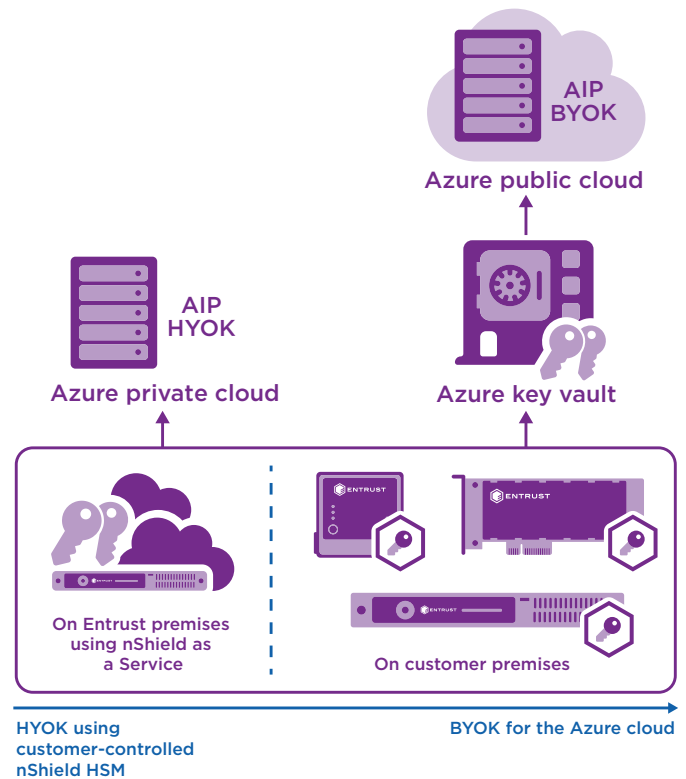 AIP
BYOK
Azure public cloud
AIP
HYOK
Azure private cloud
Azure key vault
ENTRUST
ENTRUST
ENTRUST
ENTRUST
On Entrust premises
using nShield as
a Service
On customer premises
HYOK using
customer-controlled
nShield HSM
BYOK for the Azure cloud